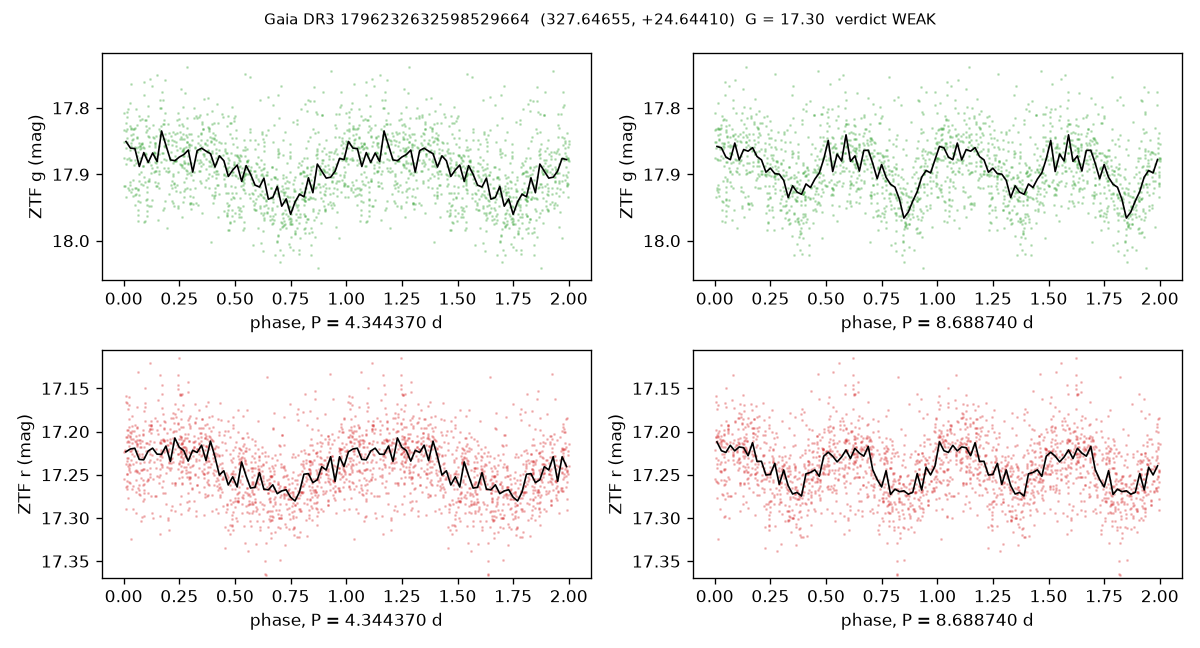 Gaia DR3 1796232632598529664  (327.64655, +24.64410)  G = 17.30  verdict WEAK
ZTF g (mag)
17.8
17.9
18.0
0.00 0.25 0.50 0.75 1.00 1.25 1.50 1.75 2.00
phase, P = 4.344370 d
ZTF g (mag)
17.8
17.9
18.0
0.00 0.25 0.50 0.75 1.00 1.25 1.50 1.75 2.00
phase, P = 8.688740 d
ZTF r (mag)
17.15
17.20
17.25
17.30
17.35
0.00 0.25 0.50 0.75 1.00 1.25 1.50 1.75 2.00
phase, P = 4.344370 d
ZTF r (mag)
17.15
17.20
17.25
17.30
17.35
0.00 0.25 0.50 0.75 1.00 1.25 1.50 1.75 2.00
phase, P = 8.688740 d